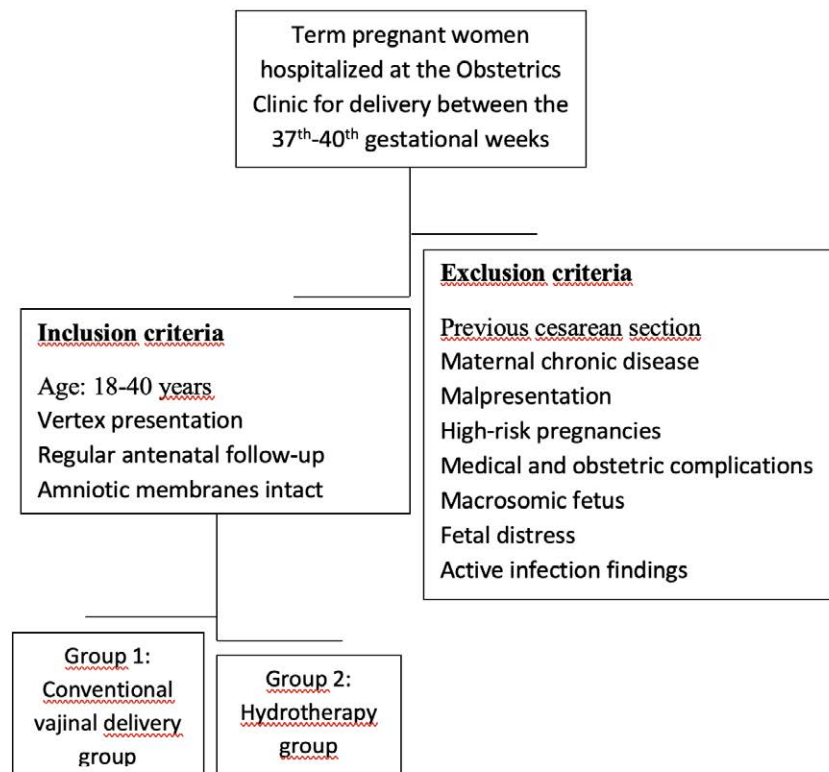 Term pregnant women
hospitalized at the Obstetrics
Clinic for delivery between the
37th-40th gestational weeks
Exclusion criteria
Previous cesarean section
Maternal chronic disease
Malpresentation
High-risk pregnancies
Medical and obstetric complications
Macrosomic fetus
Fetal distress
Active infection findings
Inclusion criteria
Age: 18-40 years
Vertex presentation
Regular antenatal follow-up
Amniotic membranes intact
Group 1:
Conventional
vajinal delivery
group
Group 2:
Hydrotherapy
group